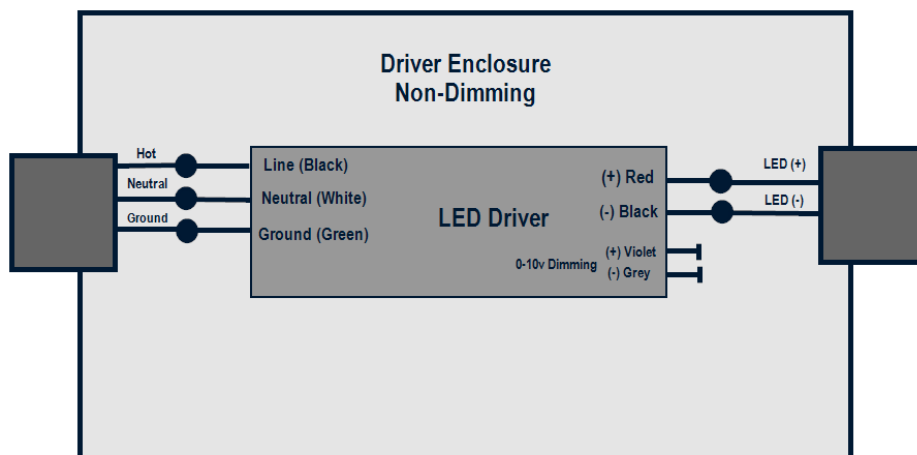 Driver Enclosure
Non-Dimming
Hot
Neutral
Ground
Line (Black)
Neutral (White)
Ground (Green)
LED Driver
(+) Red
(-) Black
0-10v Dimming
(+) Violet
(-) Grey
LED (+)
LED (-)